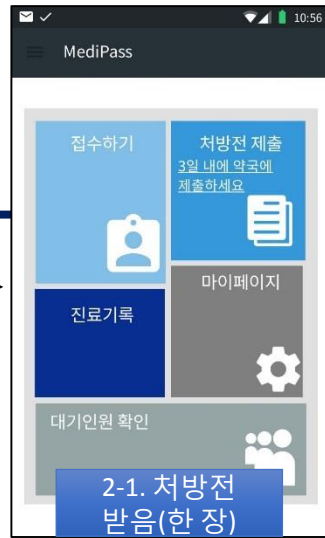 10:56
MediPass
접수하기
처방전 제출
3일 내에 약국에
제출하세요
마이페이지
진료기록
대기인원 확인
2-1. 처방전
받음(한 장)